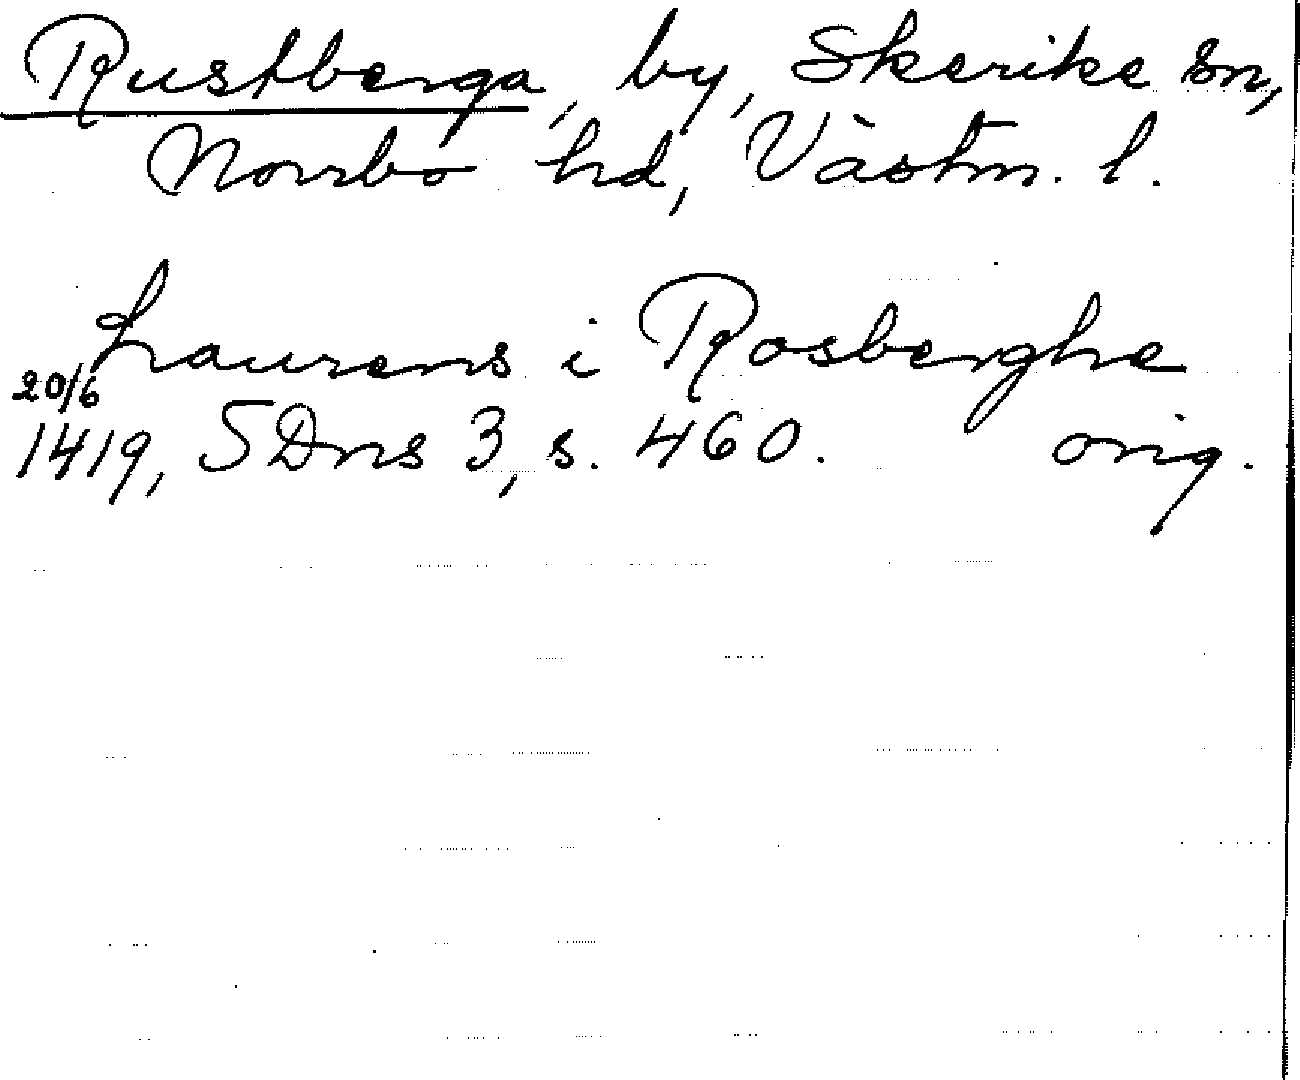 Rustberga, by, Skerike sn,
Norrbo hd, Västm. l.
Laurens i Rosberghe
20/6
1419, SDns 3, s. 460. orig.